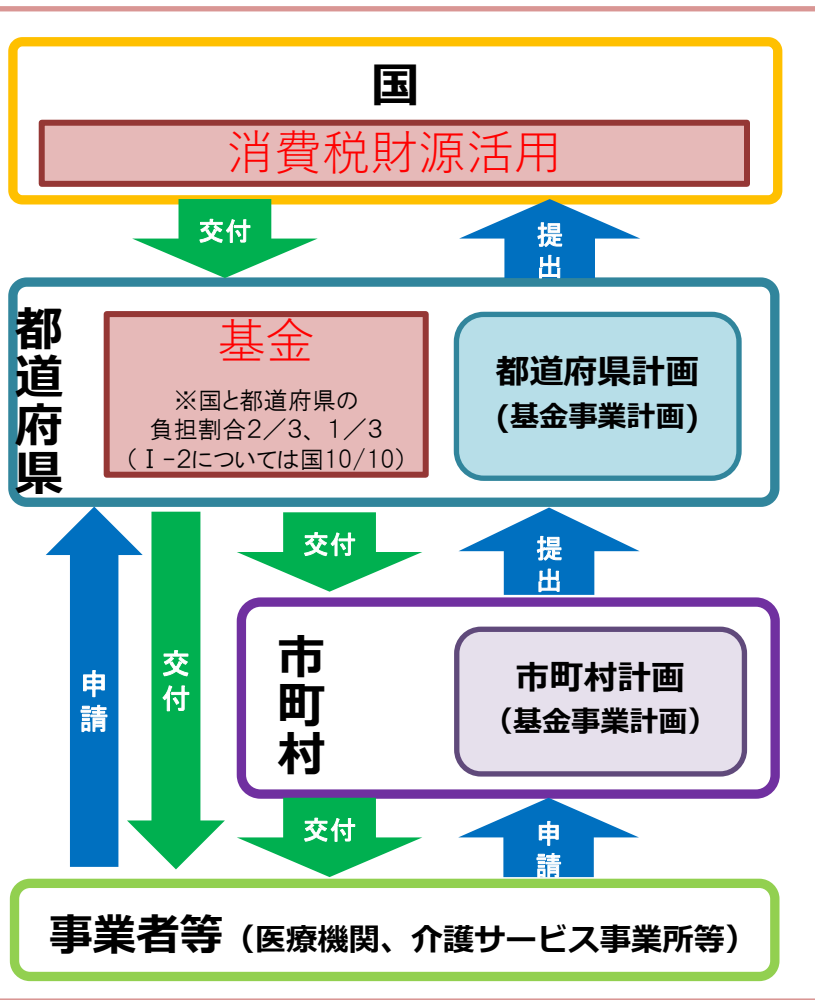 国
消費税財源活用
交付
提出
都道府県
基金
※国と都道府県の
負担割合2／3、1／3
(Ⅰ-2については国10/10)
都道府県計画
(基金事業計画)
交付
提出
申請
交付
市町村
市町村計画
（基金事業計画）
交付
申請
事業者等（医療機関、介護サービス事業所等）